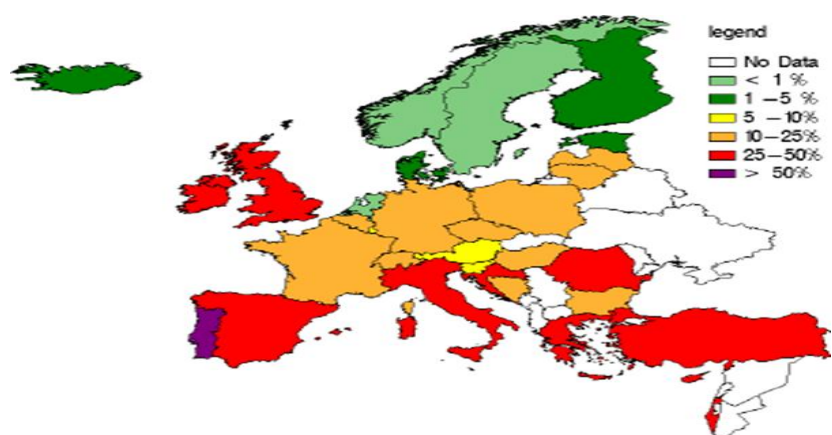 legend
No Data
< 1 %
1 –5 %
5 –10%
10–25%
25–50%
> 50%